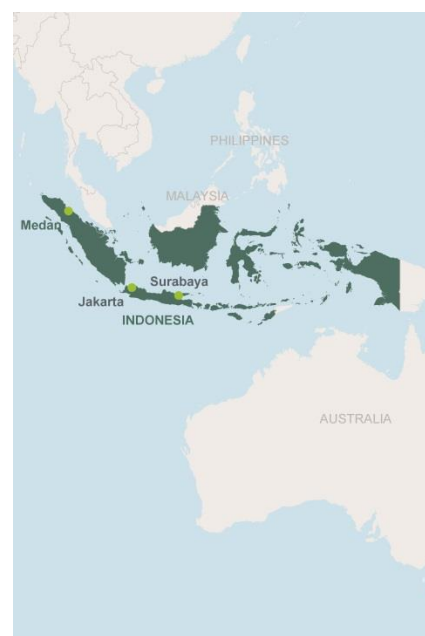 PHILIPPINES
MALAYSIA
Medan
Surabaya
Jakarta
INDONESIA
AUSTRALIA